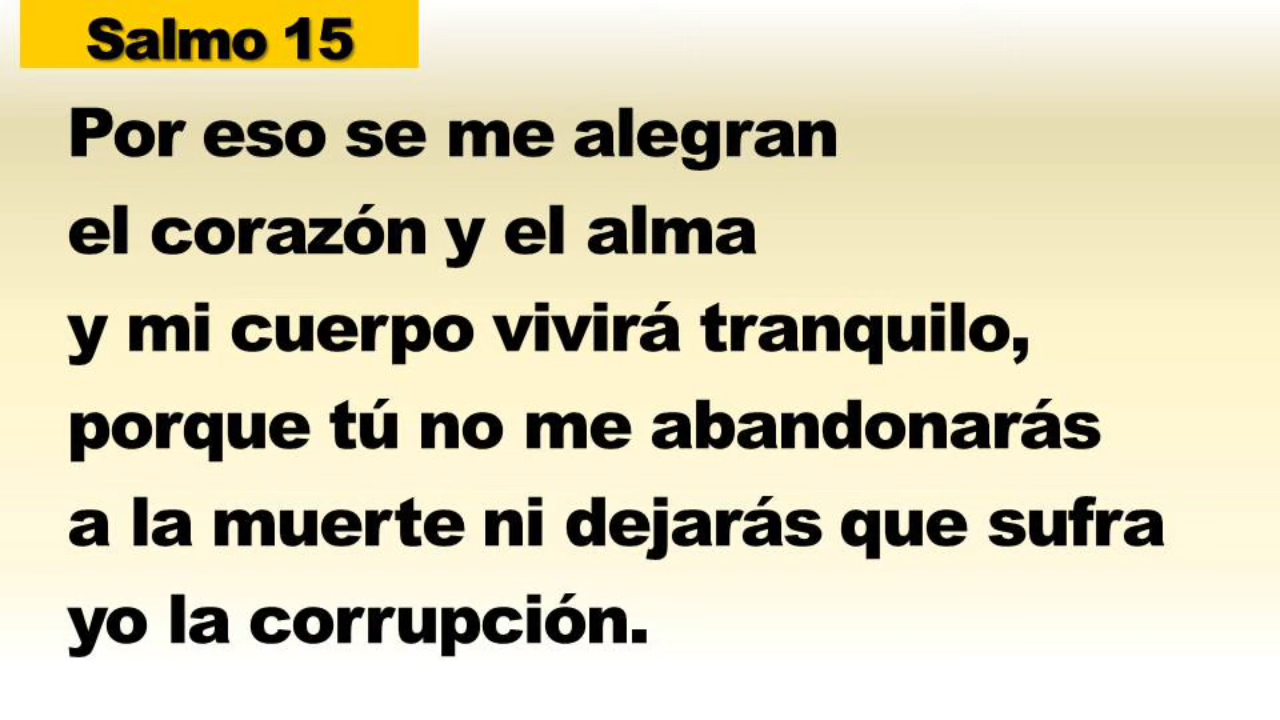 Salmo 15
Por eso se me alegran
el corazón y el alma
y mi cuerpo vivirá tranquilo,
porque tú no me abandonarás
a la muerte ni dejarás que sufra
yo la corrupción.